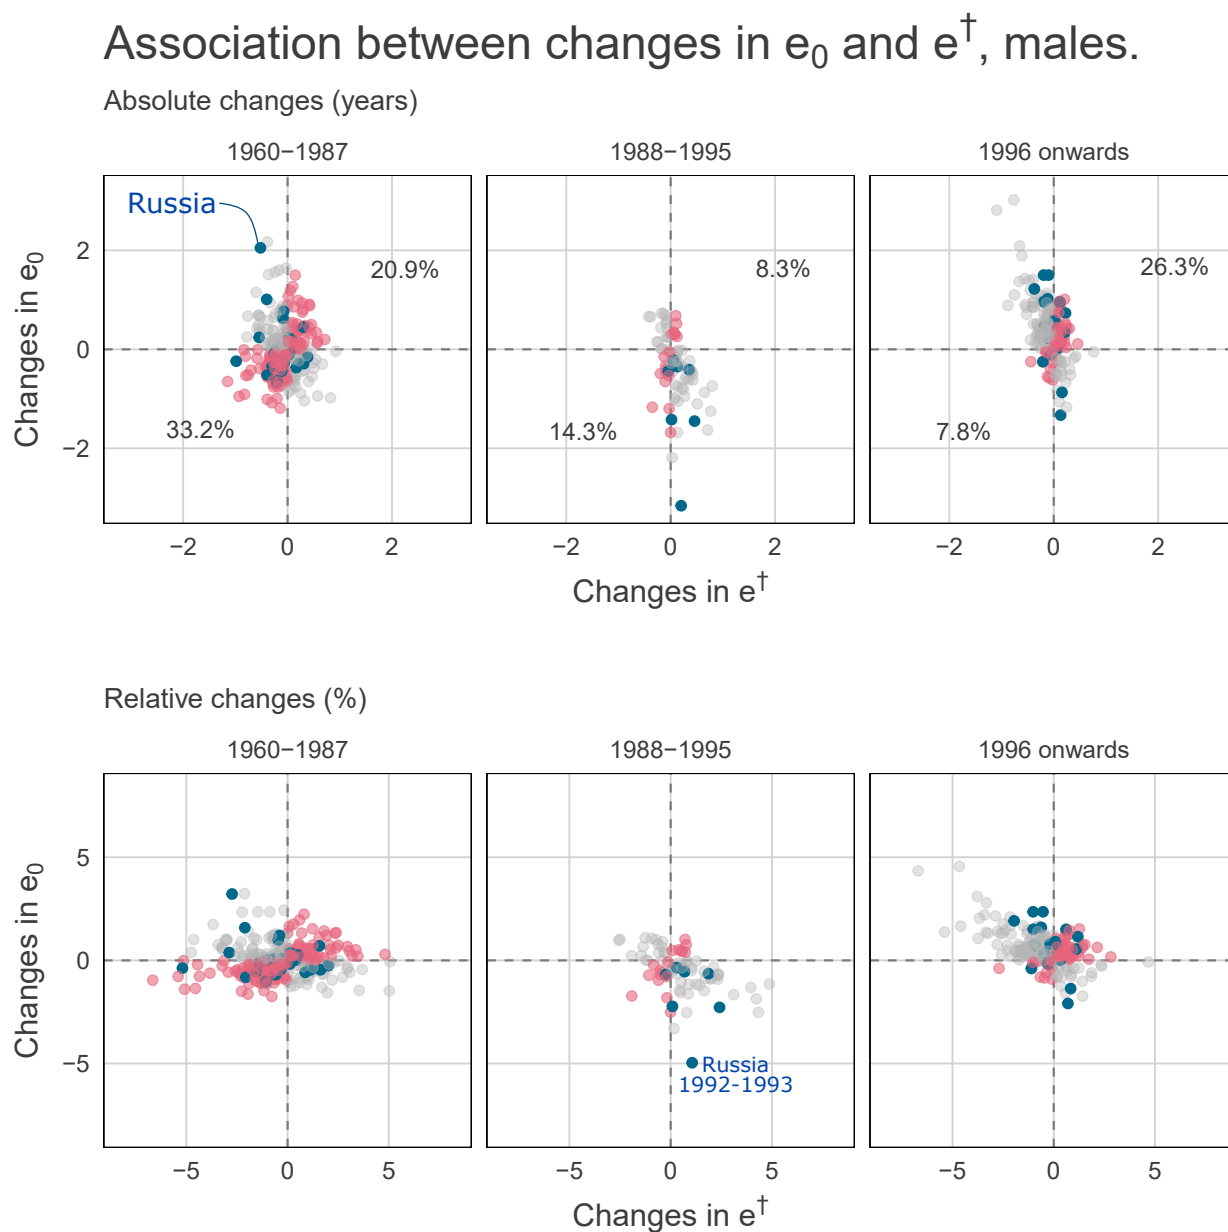 Association between changes in e₀ and e†, males.
Absolute changes (years)
1960−1987
1988−1995
1996 onwards
Russia
20.9%
8.3%
26.3%
33.2%
14.3%
7.8%
Changes in e₀
2
0
−2
−2 0 2
−2 0 2
−2 0 2
Changes in e†
Relative changes (%)
1960−1987
1988−1995
1996 onwards
Changes in e₀
5
0
−5
Russia
1992-1993
−5 0 5
−5 0 5
−5 0 5
Changes in e†